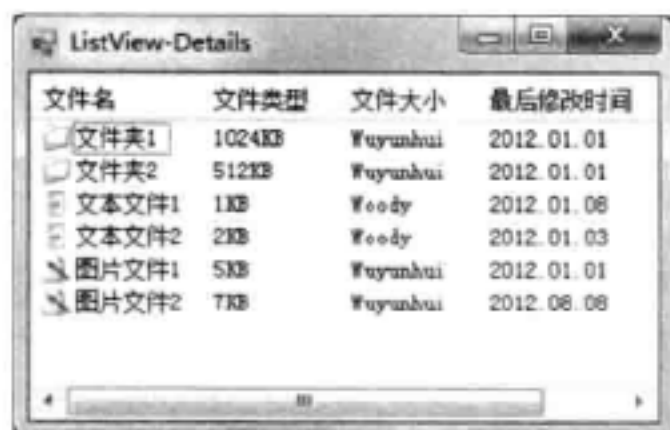 ListView-Details
文件名 文件类型 文件大小 最后修改时间
文件夹1 1024KB Wuyunhui 2012.01.01
文件夹2 512KB Wuyunhui 2012.01.01
文本文件1 1KB Woody 2012.01.08
文本文件2 2KB Woody 2012.01.03
图片文件1 5KB Wuyunhui 2012.01.01
图片文件2 7KB Wuyunhui 2012.08.08